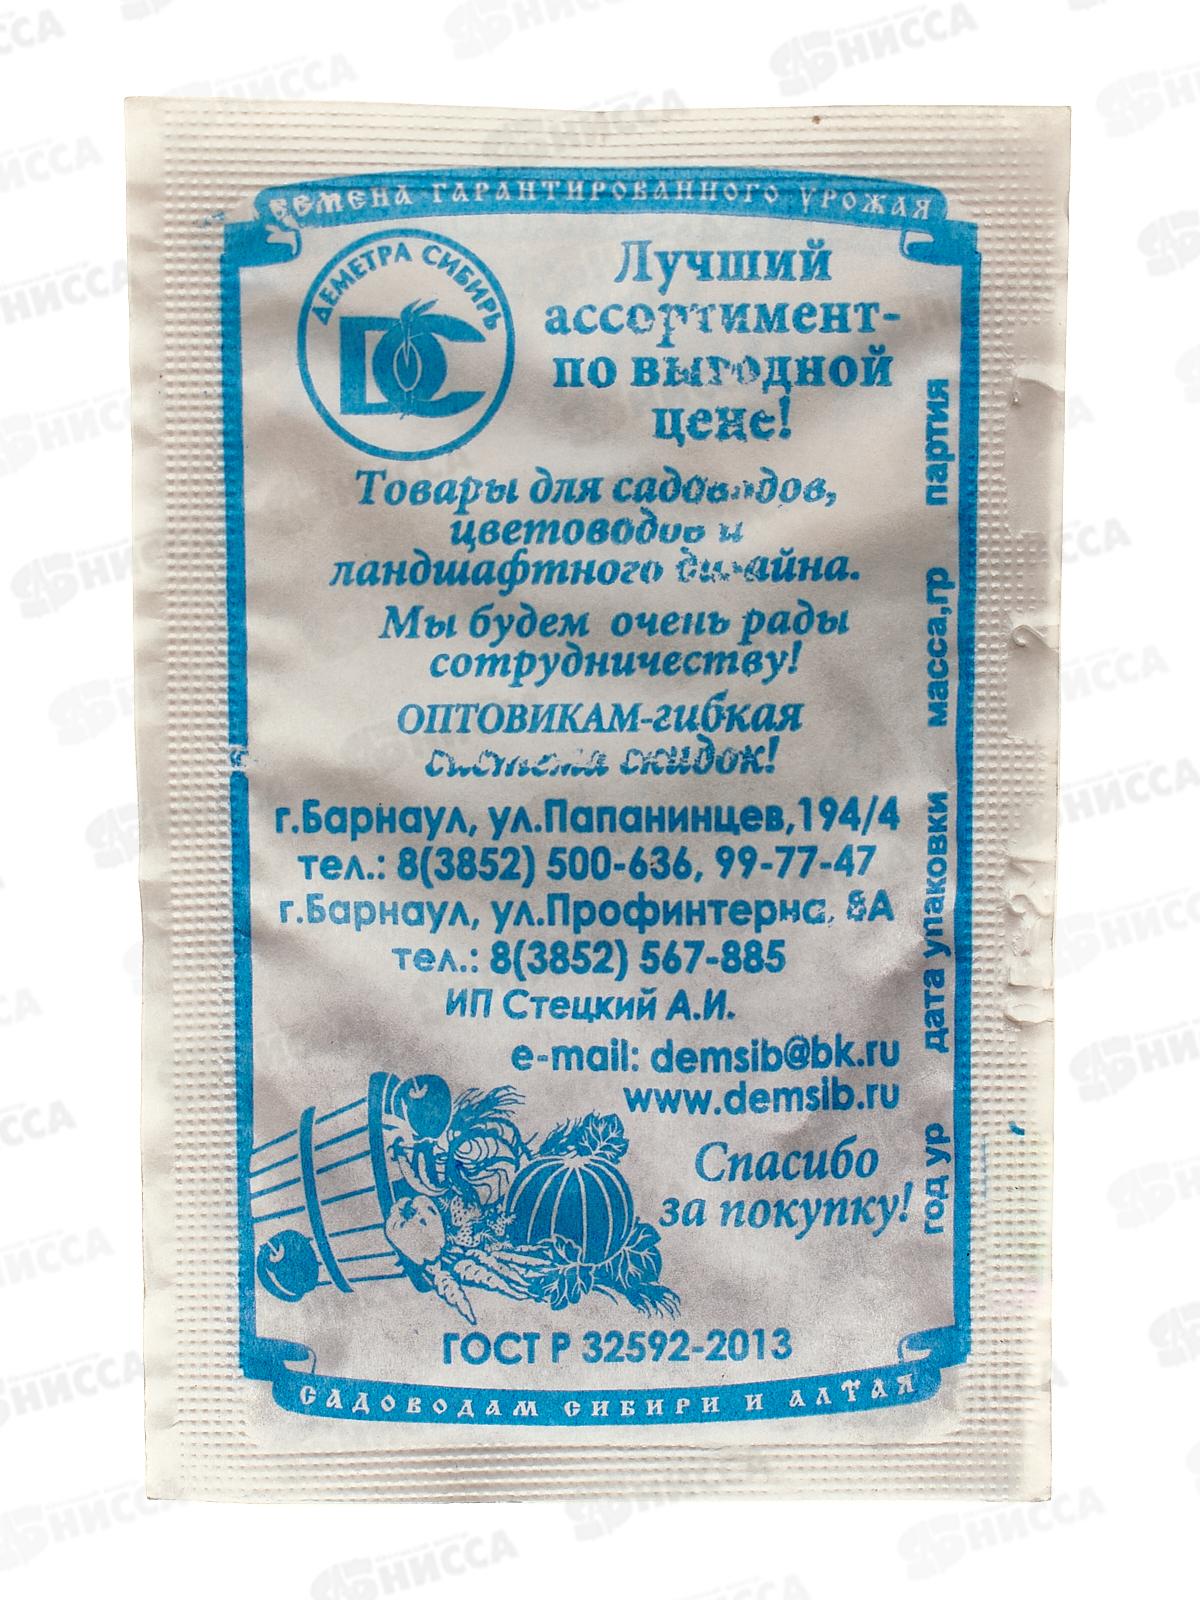 СЕМЕНА ГАРАНТИРОВАННОГО УРОЖАЯ
ДЕМЕТРА СИБИРЬ
ДС
Лучший
ассортимент-
по выгодной
цене!
Товары для садоводов,
цветоводов и
ландшафтного дизайна.
Мы будем очень рады
сотрудничеству!
ОПТОВИКАМ-гибкая
система скидок!
г.Барнаул, ул.Папанинцев,194/4
тел.: 8(3852) 500-636, 99-77-47
г.Барнаул, ул.Профинтерна, 8А
тел.: 8(3852) 567-885
ИП Стецкий А.И.
e-mail: demsib@bk.ru
www.demsib.ru
Спасибо
за покупку!
год ур дата упаковки масса,гр партия
ГОСТ Р 32592-2013
САДОВОДАМ СИБИРИ И АЛТАЯ
АБНИССА